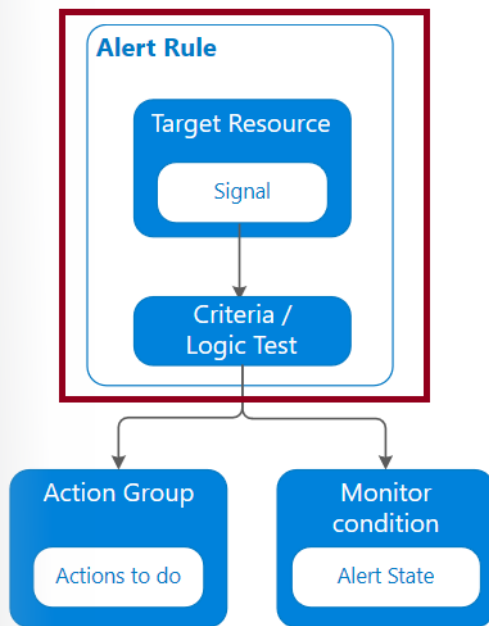 Alert Rule
Target Resource
Signal
Criteria /
Logic Test
Action Group
Actions to do
Monitor
condition
Alert State